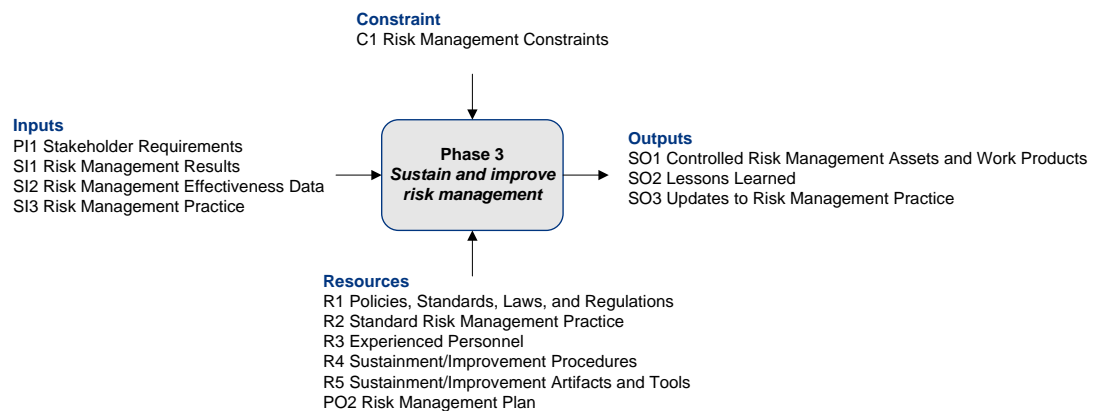 Constraint
C1 Risk Management Constraints
Inputs
PI1 Stakeholder Requirements
SI1 Risk Management Results
SI2 Risk Management Effectiveness Data
SI3 Risk Management Practice
Phase 3
Sustain and improve
risk management
Outputs
SO1 Controlled Risk Management Assets and Work Products
SO2 Lessons Learned
SO3 Updates to Risk Management Practice
Resources
R1 Policies, Standards, Laws, and Regulations
R2 Standard Risk Management Practice
R3 Experienced Personnel
R4 Sustainment/Improvement Procedures
R5 Sustainment/Improvement Artifacts and Tools
PO2 Risk Management Plan